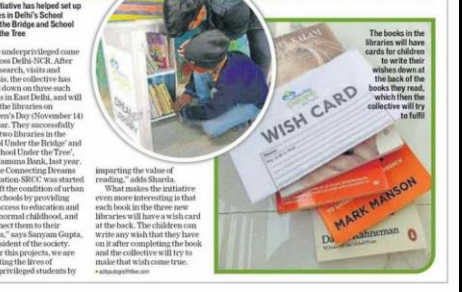 tiative has helped set up
es in Delhi's School
the Bridge and School
the Tree
underprivileged come
oss Delhi-NCR. After
search, visits and
is, the collective has
down on three such
s in East Delhi, and will
the libraries on
en's Day (November 14)
ar. They successfully
two libraries in the
l Under the Bridge' and
hool Under the Tree',
amuna Bank, last year.
e Connecting Dreams
ation-SRCC was started
ft the condition of urban
chools by providing
ccess to education and
normal childhood, and
nect them to their
s," says Sanyam Gupta,
sident of the society.
r this projects, we are
ting the lives of
privileged students by
imparting the value of
reading," adds Sharda.
What makes the initiative
even more interesting is that
each book in the three new
libraries will have a wish card
at the back. The children can
write any wish that they have
on it after completing the book
and the collective will try to
make that wish come true.
The books in the
libraries will have
cards for children
to write their
wishes down at
the back of the
books they read,
which then the
collective will try
to fulfil
KALAM
WISH CARD
MARK MANSON
Da
ahneman